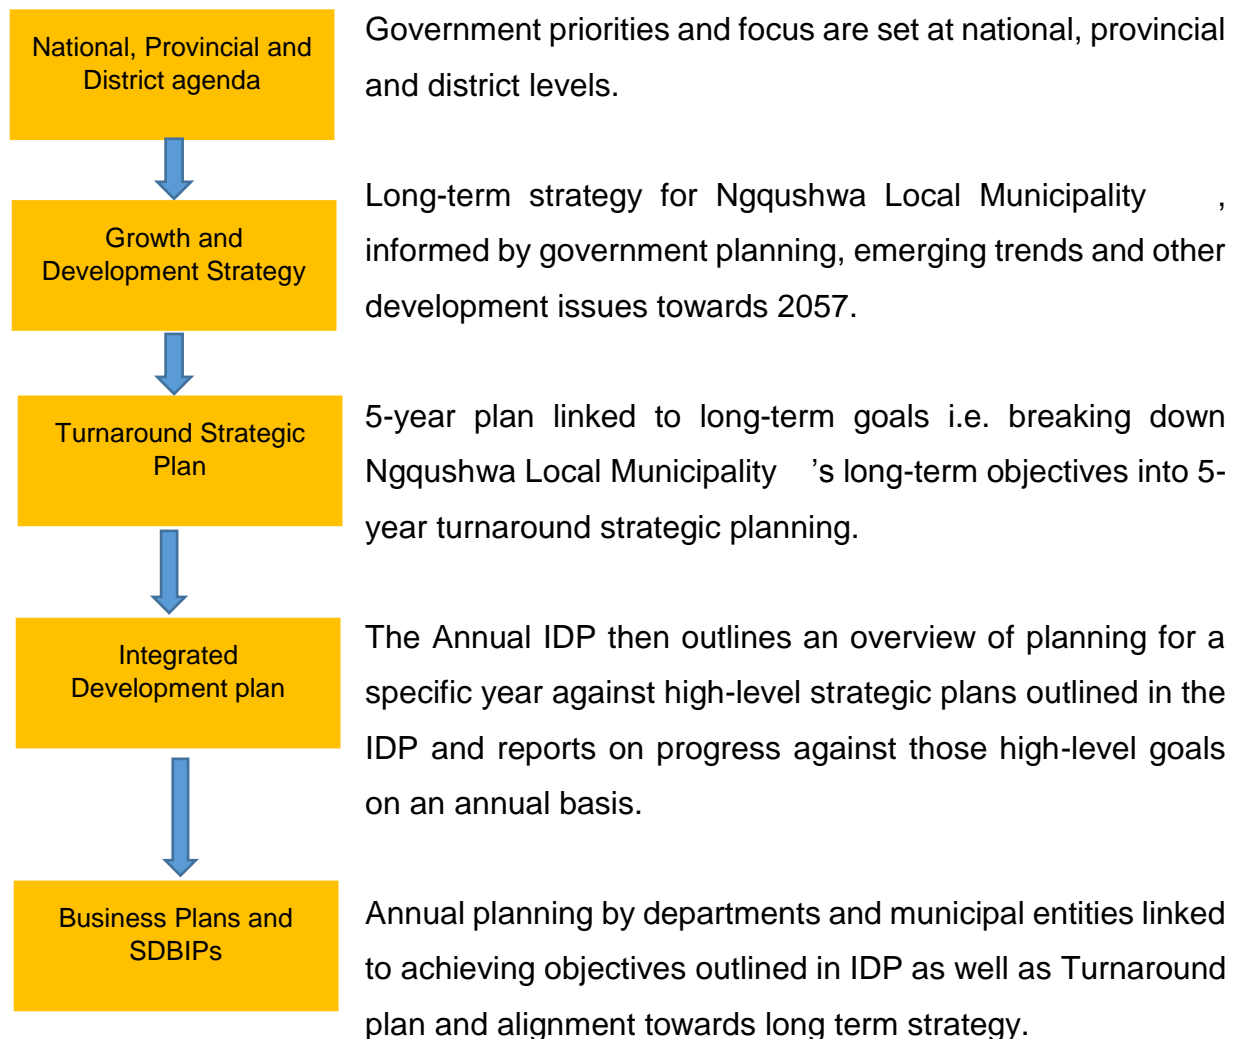 National, Provincial and
District agenda
Government priorities and focus are set at national, provincial
and district levels.
Growth and
Development Strategy
Long-term strategy for Ngqushwa Local Municipality ,
informed by government planning, emerging trends and other
development issues towards 2057.
Turnaround Strategic
Plan
5-year plan linked to long-term goals i.e. breaking down
Ngqushwa Local Municipality ’s long-term objectives into 5-
year turnaround strategic planning.
Integrated
Development plan
The Annual IDP then outlines an overview of planning for a
specific year against high-level strategic plans outlined in the
IDP and reports on progress against those high-level goals
on an annual basis.
Business Plans and
SDBIPs
Annual planning by departments and municipal entities linked
to achieving objectives outlined in IDP as well as Turnaround
plan and alignment towards long term strategy.